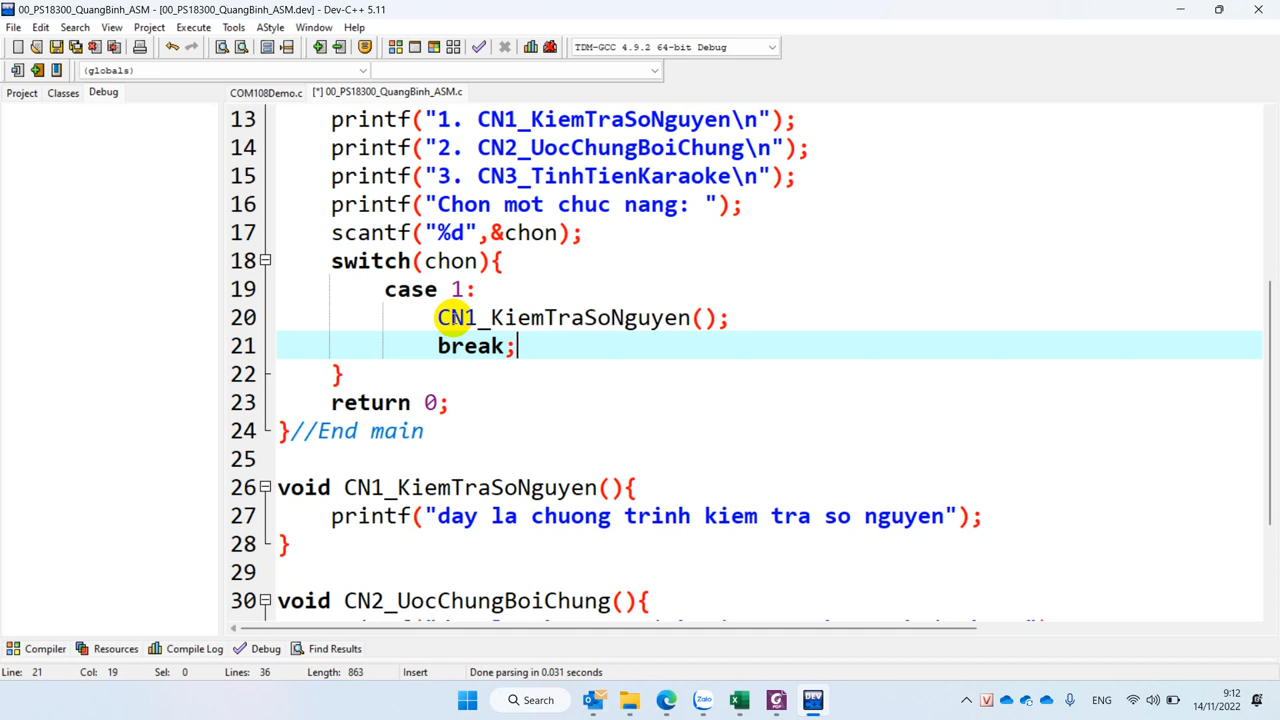 00_PS18300_QuangBinh_ASM - [00_PS18300_QuangBinh_ASM.dev] - Dev-C++ 5.11
File Edit Search View Project Execute Tools AStyle Window Help
TDM-GCC 4.9.2 64-bit Debug
(globals)
Project Classes Debug
COM108Demo.c [*] 00_PS18300_QuangBinh_ASM.c
13 printf("1. CN1_KiemTraSoNguyen\n");
14 printf("2. CN2_UocChungBoiChung\n");
15 printf("3. CN3_TinhTienKaraoke\n");
16 printf("Chon mot chuc nang: ");
17 scantf("%d",&chon);
18 switch(chon){
19 case 1:
20 CN1_KiemTraSoNguyen();
21 break;
22 }
23 return 0;
24 }//End main
25
26 void CN1_KiemTraSoNguyen(){
27 printf("day la chuong trinh kiem tra so nguyen");
28 }
29
30 void CN2_UocChungBoiChung(){
Compiler Resources Compile Log Debug Find Results
Line: 21 Col: 19 Sel: 0 Lines: 36 Length: 863 Insert Done parsing in 0.031 seconds
Search
Zalo
PDF
DEV
ENG
9:12
14/11/2022